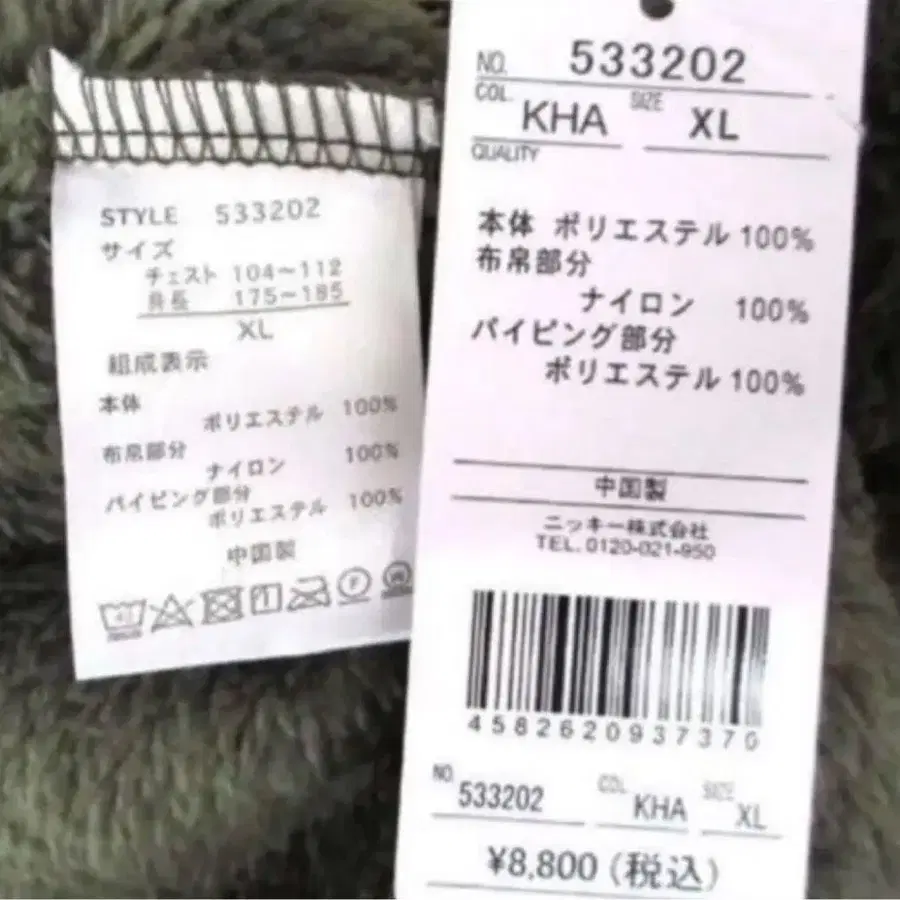 STYLE 533202
サイズ
チェスト 104～112
身長 175～185
XL
組成表示
本体
ポリエステル 100%
布帛部分
ナイロン 100%
パイピング部分
ポリエステル 100%
中国製
NO. 533202
COL. KHA SIZE XL
QUALITY
本体 ポリエステル 100%
布帛部分
ナイロン 100%
パイピング部分
ポリエステル 100%
中国製
ニッキー株式会社
TEL. 0120-021-950
4582620937370
NO. 533202 COL. KHA SIZE XL
¥8,800 (税込)